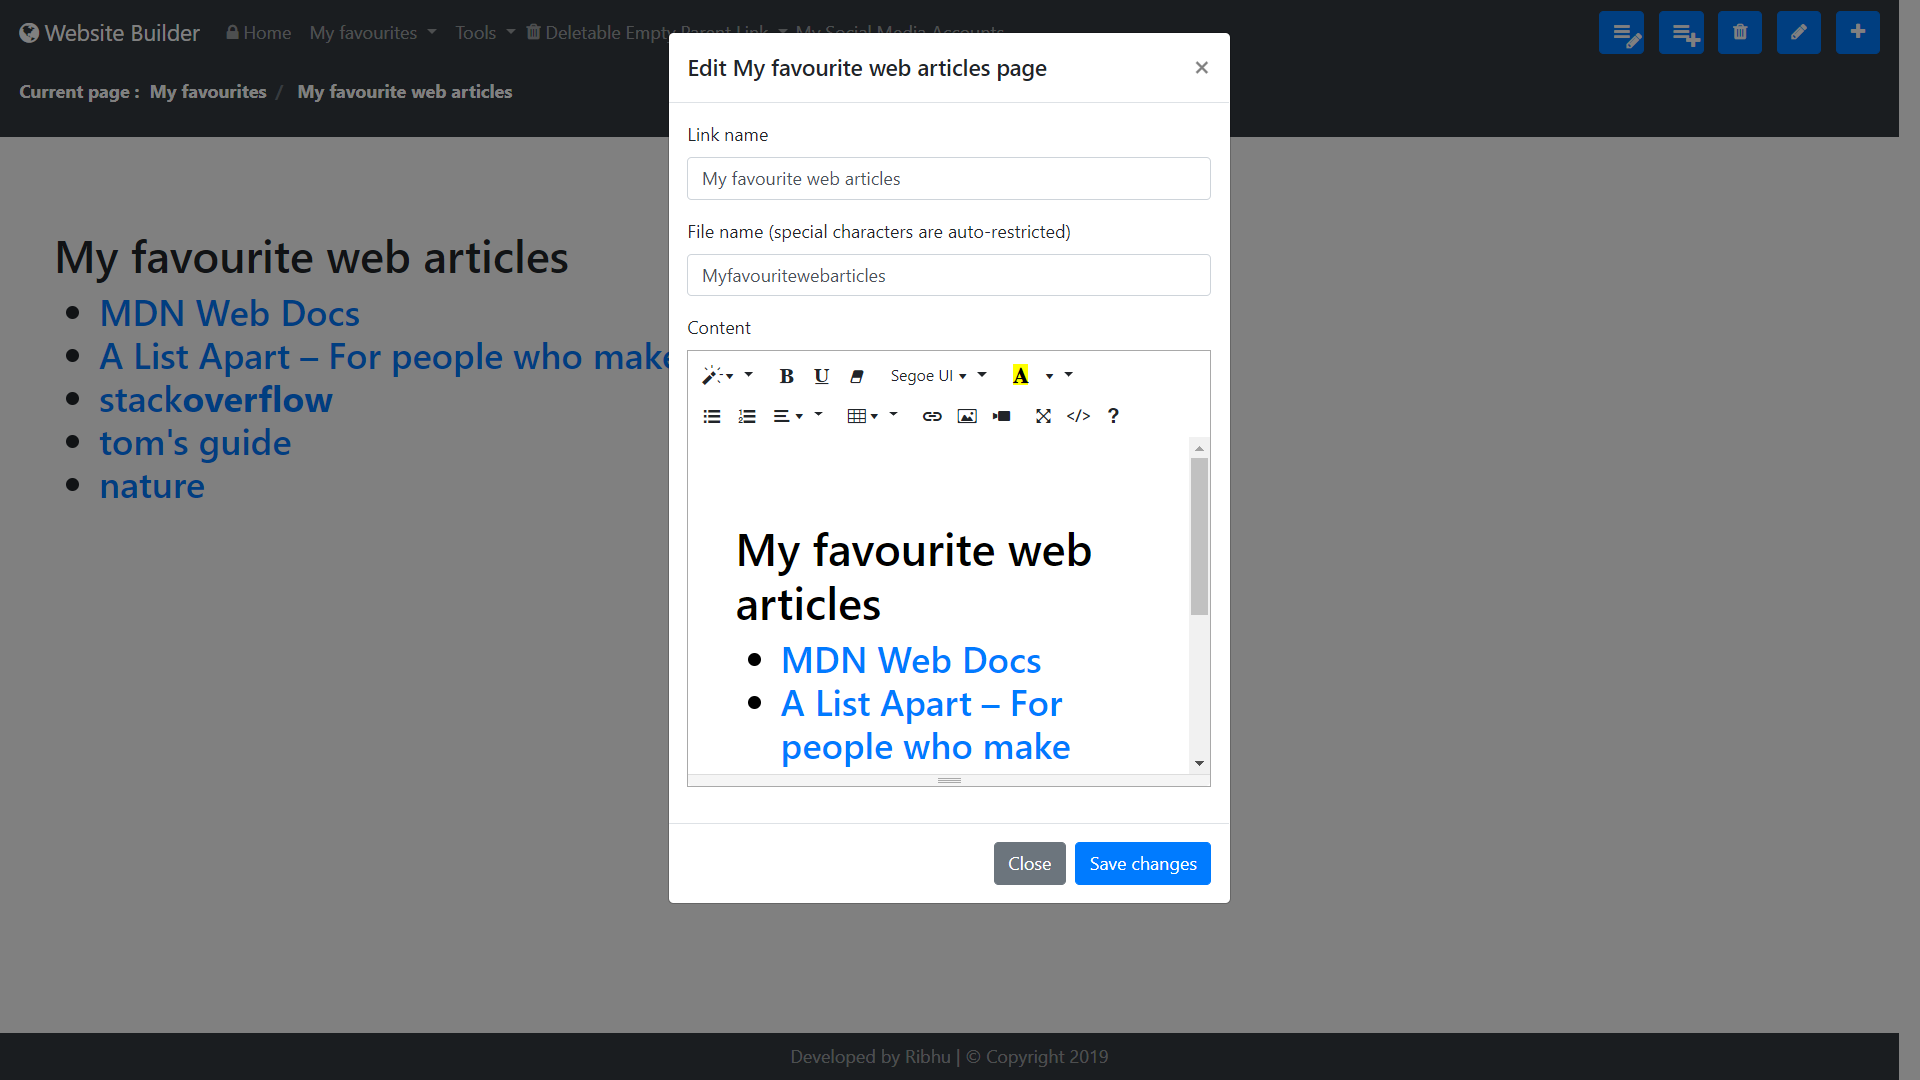 Website Builder Home My favourites Tools Deletable Empty Parent Link My Social Media Accounts
Current page : My favourites / My favourite web articles
My favourite web articles
MDN Web Docs
A List Apart – For people who make
stackoverflow
tom's guide
nature
Edit My favourite web articles page ×
Link name
My favourite web articles
File name (special characters are auto-restricted)
Myfavouritewebarticles
Content
B U Segoe UI A
</> ?
My favourite web
articles
MDN Web Docs
A List Apart – For
people who make
Close Save changes
Developed by Ribhu | © Copyright 2019